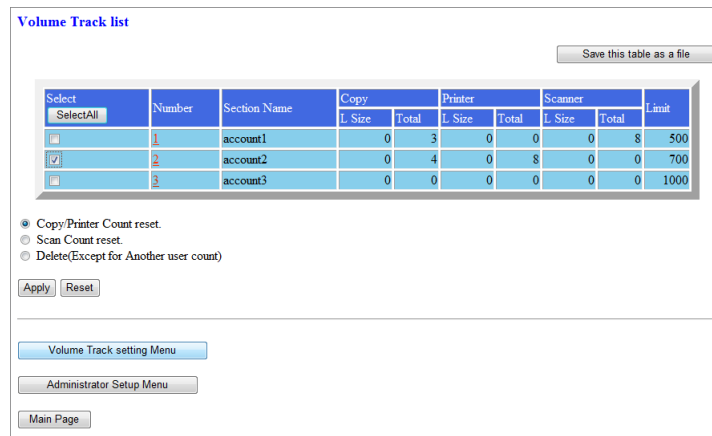 Volume Track list
Save this table as a file
Select Number Section Name Copy Printer Scanner Limit
SelectAll L Size Total L Size Total L Size Total
1 account1 0 3 0 0 0 8 500
2 account2 0 4 0 8 0 0 700
3 account3 0 0 0 0 0 0 1000
Copy/Printer Count reset.
Scan Count reset.
Delete(Except for Another user count)
Apply Reset
Volume Track setting Menu
Administrator Setup Menu
Main Page